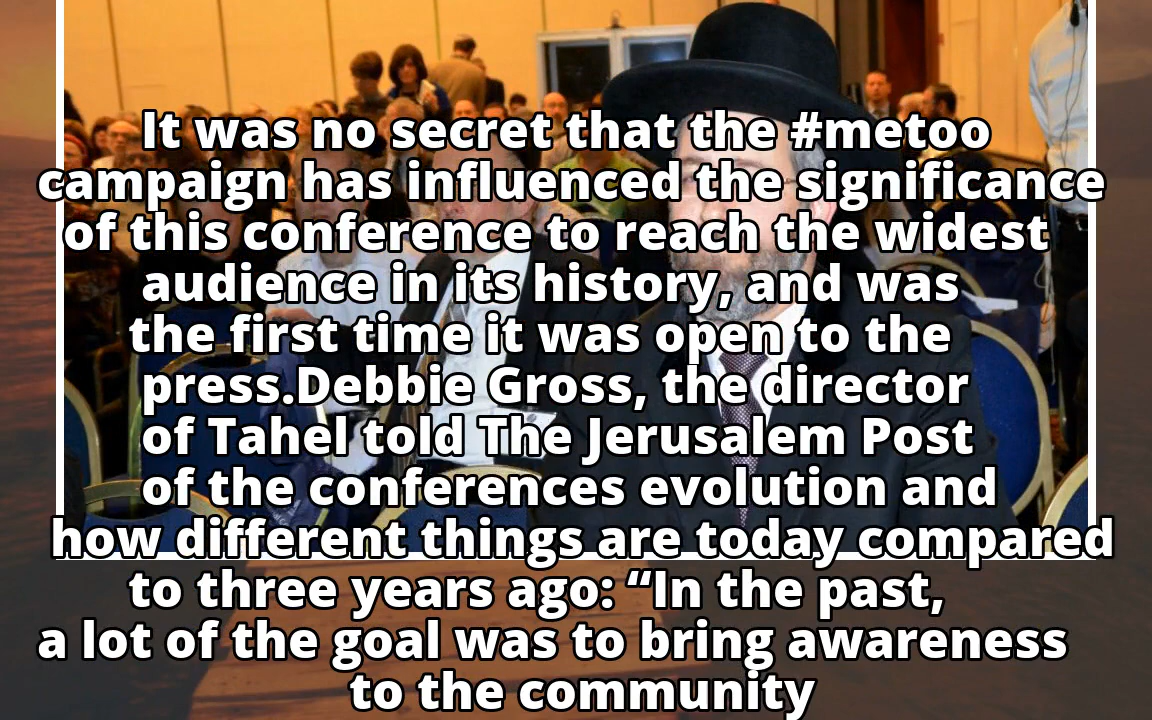 It was no secret that the #metoo
campaign has influenced the significance
of this conference to reach the widest
audience in its history, and was
the first time it was open to the
press.Debbie Gross, the director
of Tahel told The Jerusalem Post
of the conferences evolution and
how different things are today compared
to three years ago: “In the past,
a lot of the goal was to bring awareness
to the community